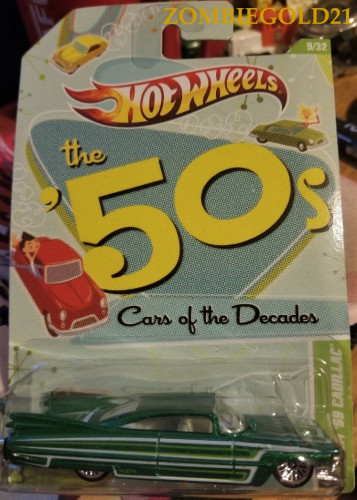 ZOMBIEGOLD21
9/32
HOT WHEELS
the
'50s
Cars of the Decades
'59 CADILLAC